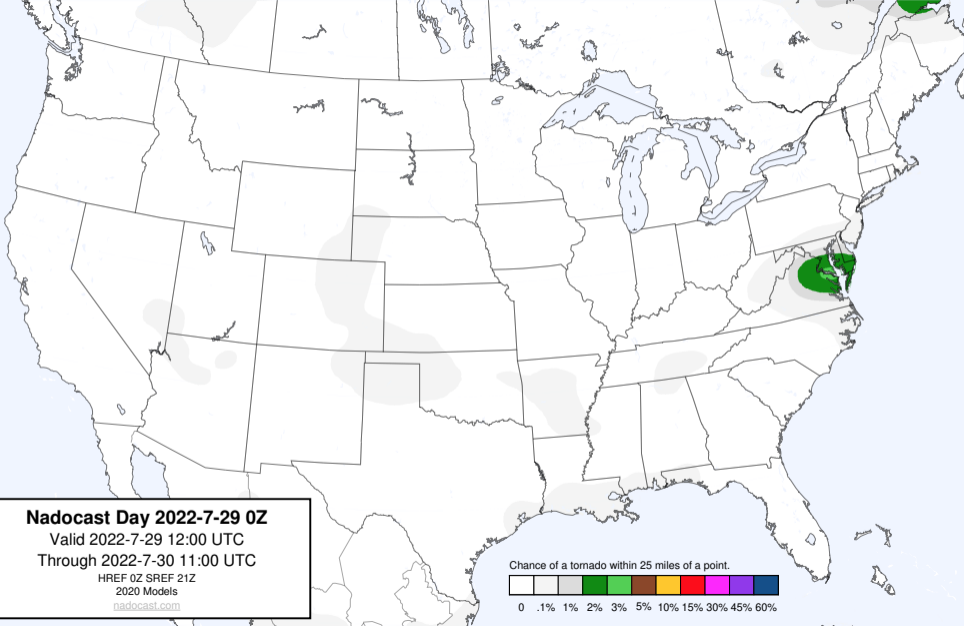 Nadocast Day 2022-7-29 0Z
Valid 2022-7-29 12:00 UTC
Through 2022-7-30 11:00 UTC
HREF 0Z SREF 21Z
2020 Models
nadocast.com
Chance of a tornado within 25 miles of a point.
0 .1% 1% 2% 3% 5% 10% 15% 30% 45% 60%